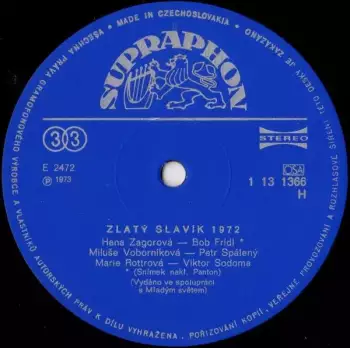 MADE IN CZECHOSLOVAKIA • VŠECHNA PRÁVA GRAMOFONOVÉHO VÝROBCE A VLASTNÍKŮ AUTORSKÝCH PRÁV K DÍLU VYHRAŽENA. POŘIZOVÁNÍ KOPIÍ, VEŘEJNÉ PROVOZOVÁNÍ A ROZHLASOVÉ ŠÍŘENÍ TÉTO DESKY JE ZAKÁZÁNO •
SUPRAPHON
33
STEREO
E 2472
℗ 1973
OSA
1 13 1366
H
ZLATÝ SLAVÍK 1972
Hana Zagorová — Bob Frídl *
Miluše Voborníková — Petr Spálený
Marie Rottrová — Viktor Sodoma
* (Snímek nakl. Panton)
(Vydáno ve spolupráci
s Mladým světem)